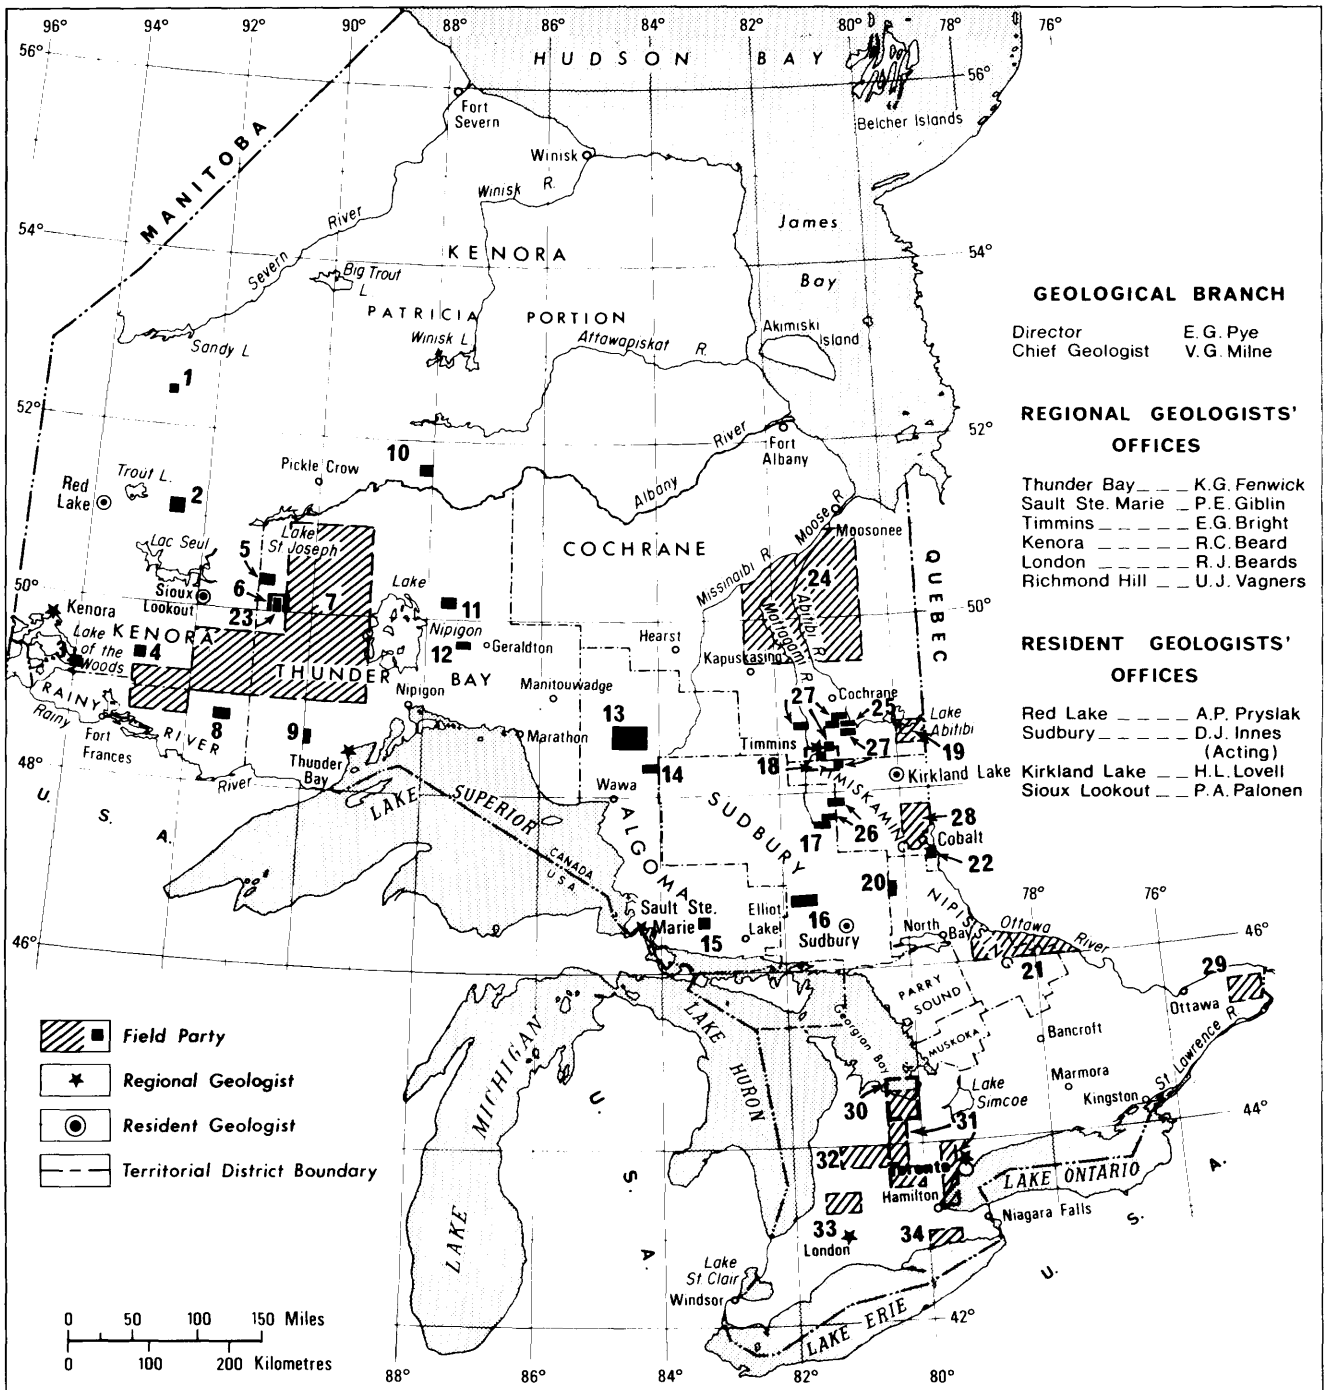 96° 94° 92° 90° 88° 86° 84° 82° 80° 78° 76°
56°
HUDSON BAY
56°
Fort Severn
Belcher Islands
MANITOBA
Winisk
Winisk R.
Severn River
James Bay
54°
KENORA
54°
Big Trout L.
PATRICIA PORTION
Winisk L.
Attawapiskat R.
Akimiski Island
Sandy L.
1
52°
52°
10
Pickle Crow
Albany River
Fort Albany
Trout L.
Red Lake
2
Moose R.
Moosonee
Lake St Joseph
COCHRANE
QUEBEC
Lac Seul
5
6
7
23
Sioux Lookout
Missinaibi R.
24
Mattagami R.
Abitibi R.
50°
50°
Kenora
KENORA
Lake Nipigon
11
12
Geraldton
Hearst
Kapuskasing
Lake of the Woods
3
4
THUNDER BAY
Manitouwadge
Nipigon
Cochrane
27
25
Lake Abitibi
RAINY RIVER
Rainy River
Fort Frances
8
9
Thunder Bay
Marathon
13
Timmins
18
27
19
Kirkland Lake
48°
14
Wawa
LAKE SUPERIOR
CANADA
U.S.A.
U. S. A.
ALGOMA
SUDBURY
TIMISKAMING
17
26
28
Cobalt
22
20
Sault Ste. Marie
15
Elliot Lake
16
Sudbury
North Bay
NIPISSING
78° 76°
Ottawa River
46°
46°
21
29
Ottawa
PARRY SOUND
MUSKOKA
Georgian Bay
Bancroft
St. Lawrence R.
LAKE MICHIGAN
LAKE HURON
U. S. A.
Marmora
Kingston
Lake Simcoe
44°
30
31
32
Toronto
LAKE ONTARIO
Hamilton
Niagara Falls
33
London
34
U. S. A.
Lake St. Clair
Windsor
LAKE ERIE
42°
88° 86° 84° 82° 80°
GEOLOGICAL BRANCH
Director E.G. Pye
Chief Geologist V.G. Milne
REGIONAL GEOLOGISTS'
OFFICES
Thunder Bay _ _ _ K.G. Fenwick
Sault Ste. Marie _ P.E. Giblin
Timmins _ _ _ _ _ E.G. Bright
Kenora _ _ _ _ _ R.C. Beard
London _ _ _ _ _ R.J. Beards
Richmond Hill _ _ U.J. Vagners
RESIDENT GEOLOGISTS'
OFFICES
Red Lake _ _ _ _ A.P. Pryslak
Sudbury _ _ _ _ D.J. Innes
(Acting)
Kirkland Lake _ _ H.L. Lovell
Sioux Lookout _ _ P.A. Palonen
Field Party
Regional Geologist
Resident Geologist
Territorial District Boundary
0 50 100 150 Miles
0 100 200 Kilometres